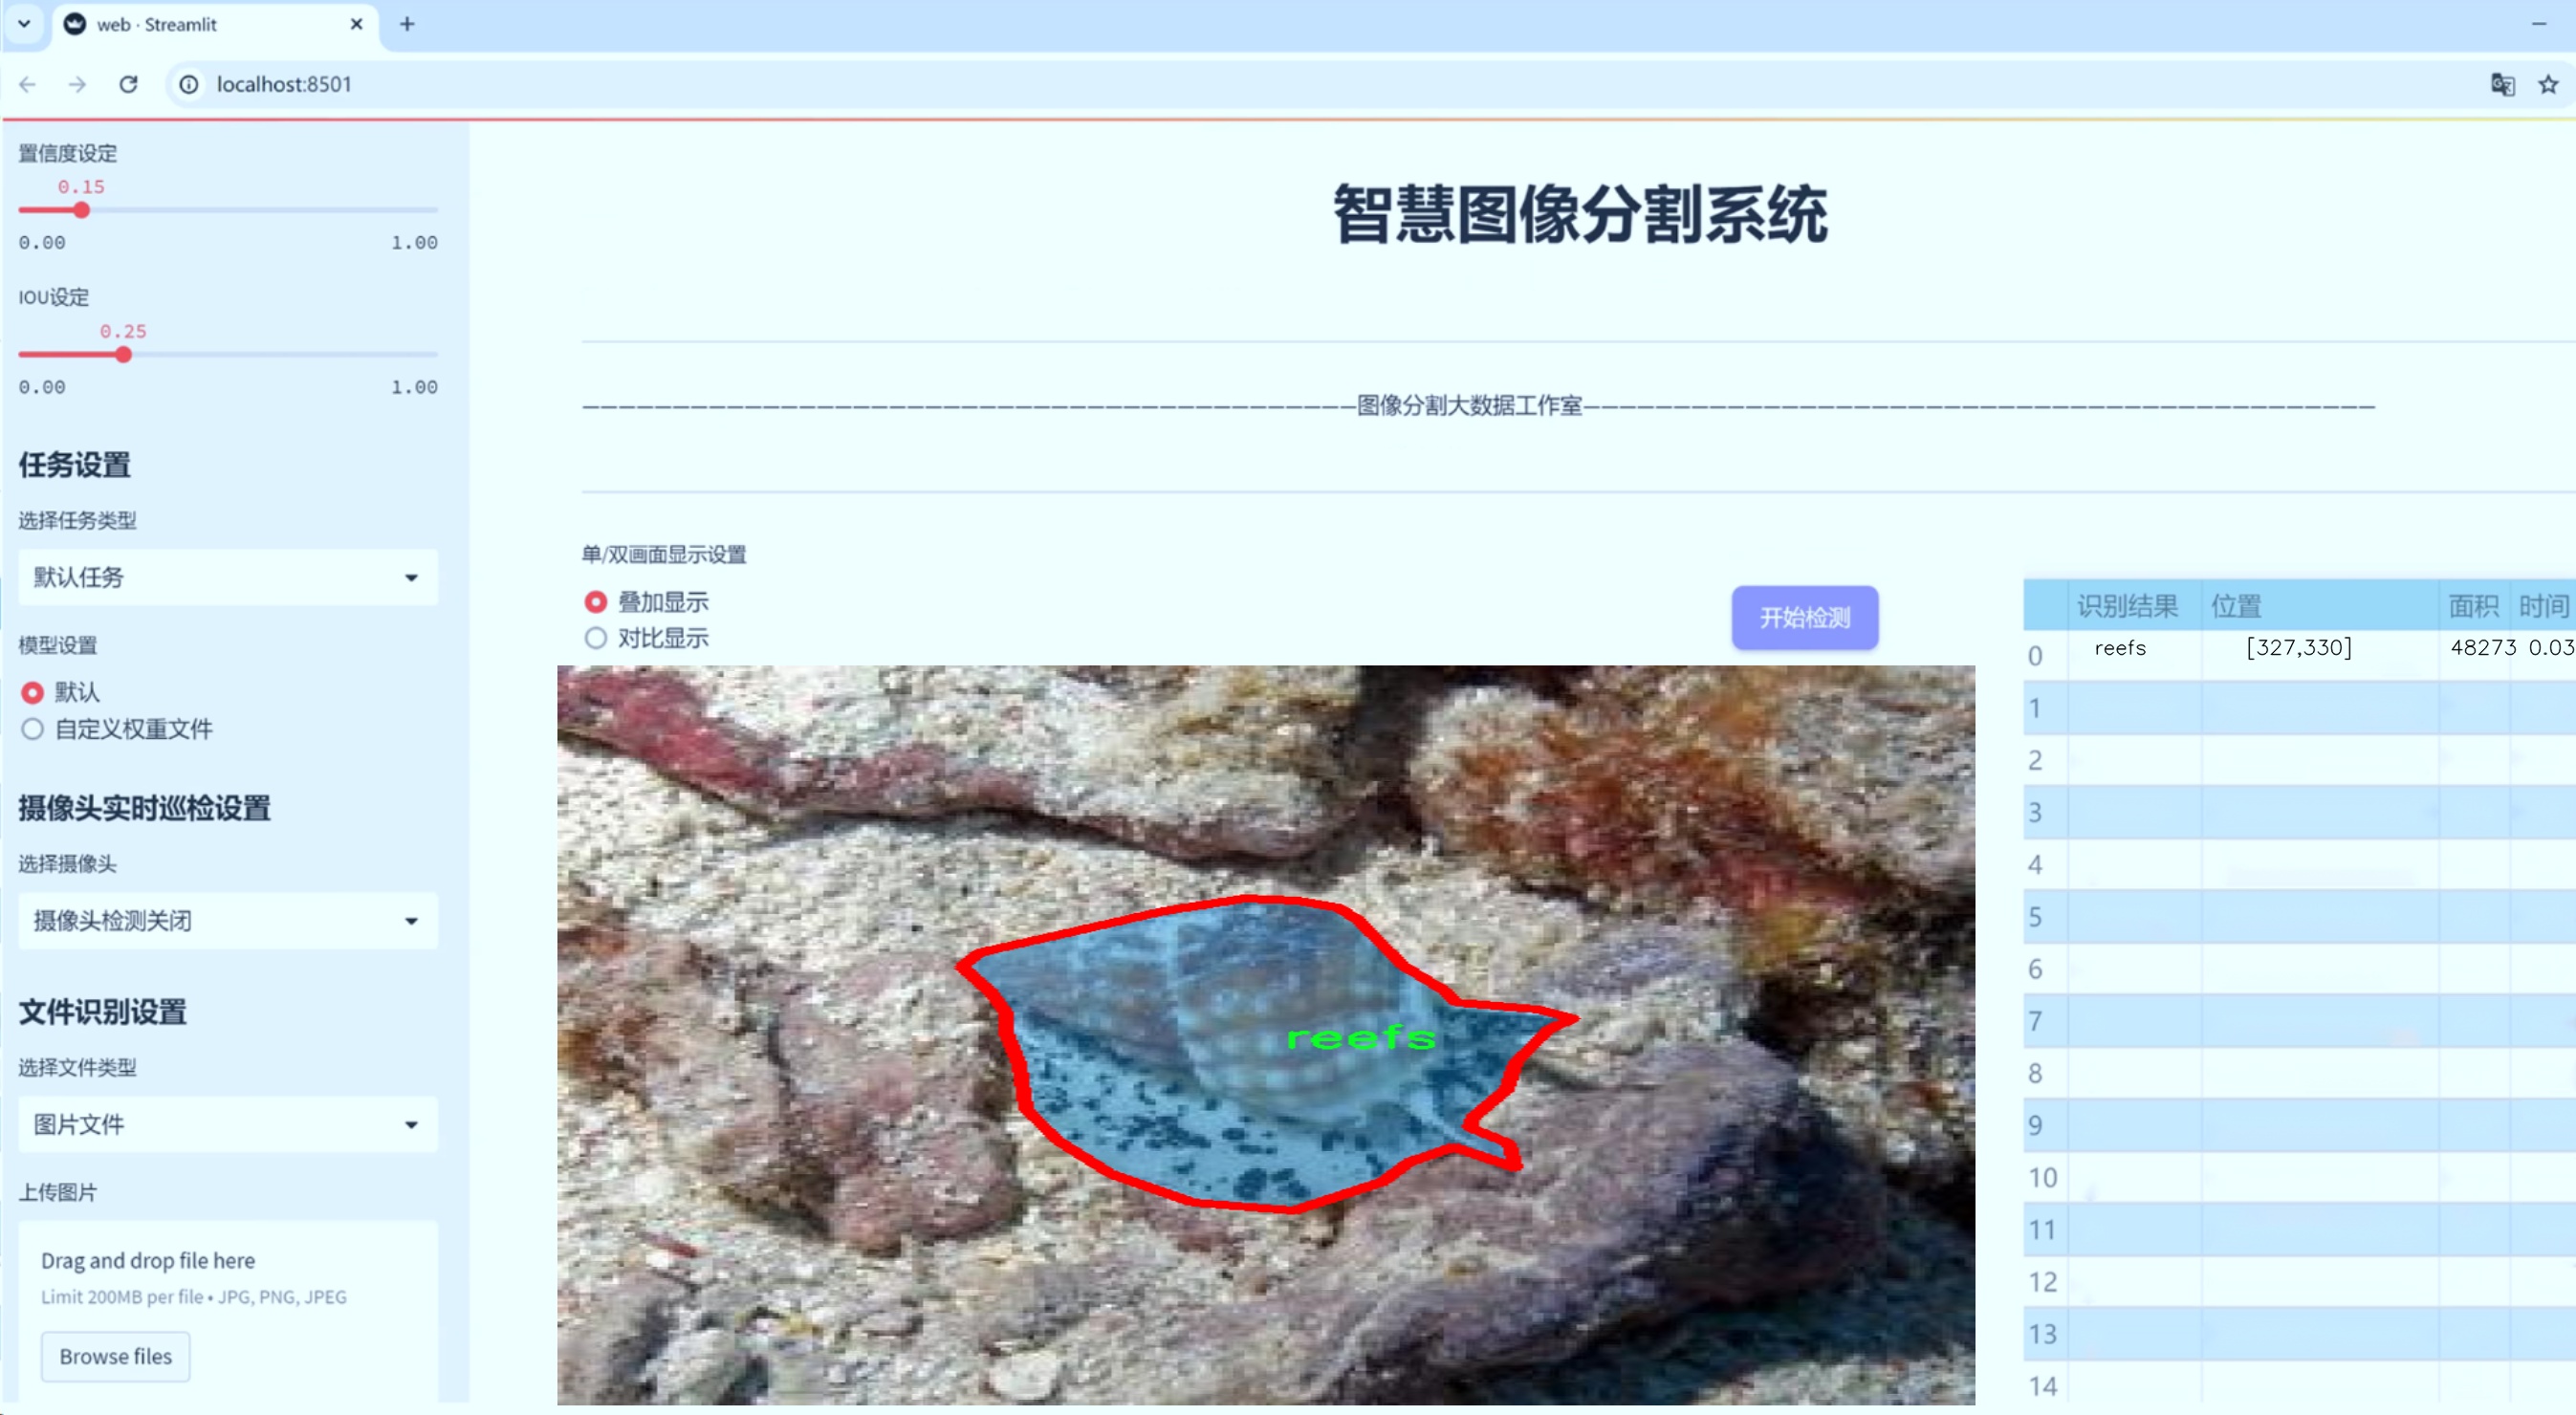 web · Streamlit
localhost:8501
置信度设定
0.15
0.00 1.00
IOU设定
0.25
0.00 1.00
任务设置
选择任务类型
默认任务
模型设置
默认
自定义权重文件
摄像头实时巡检设置
选择摄像头
摄像头检测关闭
文件识别设置
选择文件类型
图片文件
上传图片
Drag and drop file here
Limit 200MB per file • JPG, PNG, JPEG
Browse files
智慧图像分割系统
图像分割大数据工作室
单/双画面显示设置
叠加显示
对比显示
开始检测
reefs
识别结果 位置 面积 时间
0 reefs [327,330] 48273 0.03
1
2
3
4
5
6
7
8
9
10
11
12
13
14